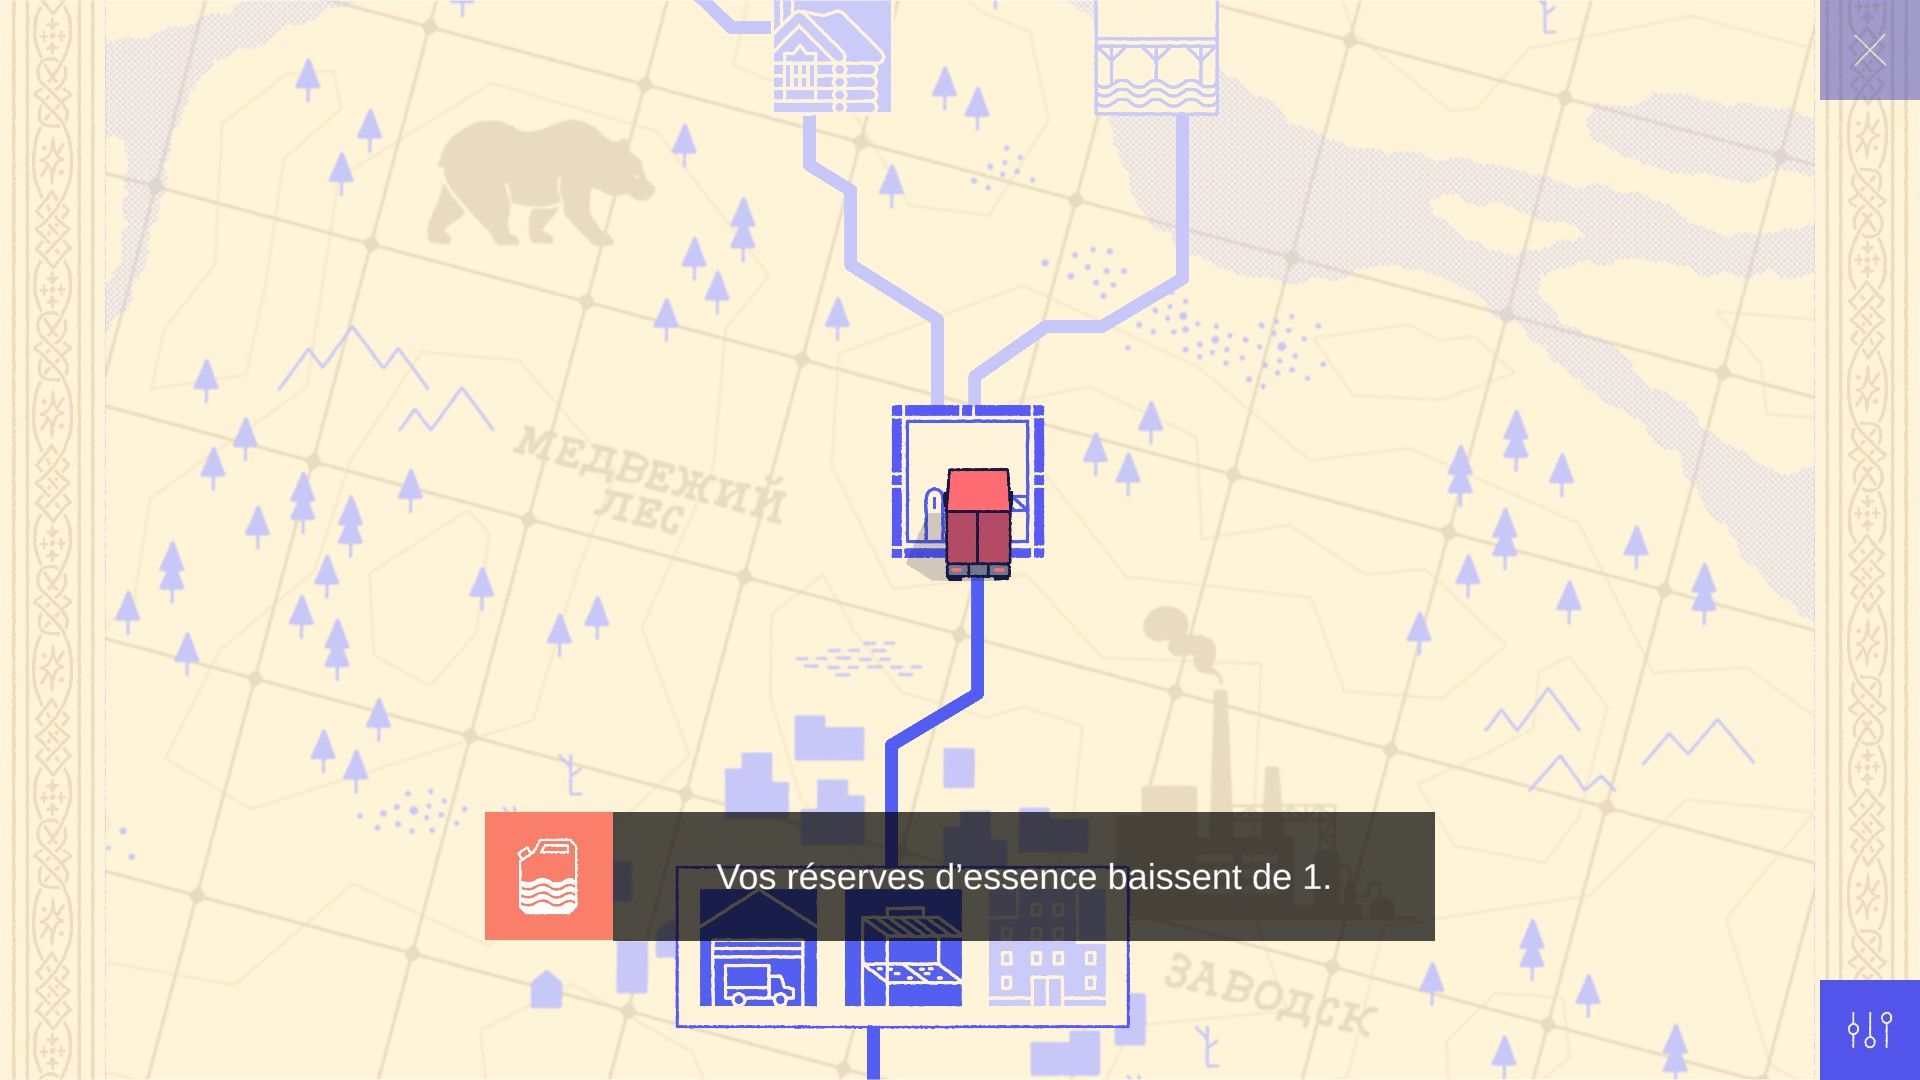 МЕДВЕЖИЙ
ЛЕС
Vos réserves d’essence baissent de 1.
ЗАВОДСК